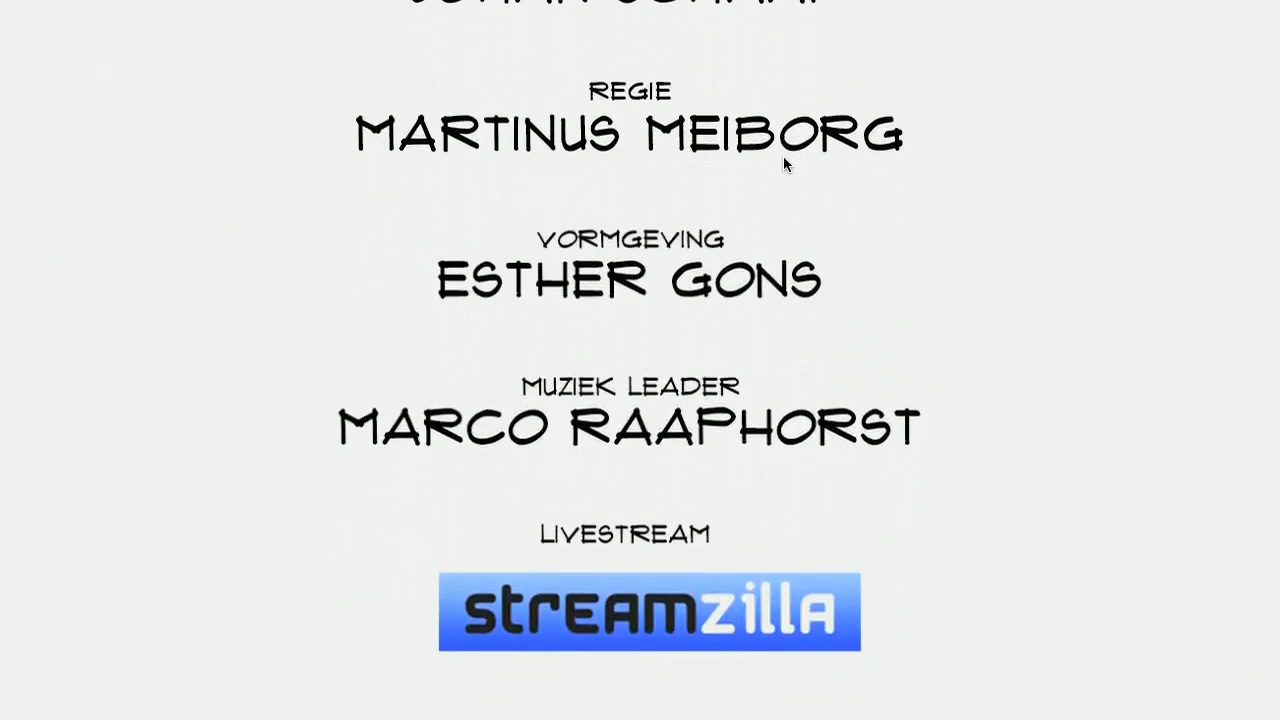 REGIE
MARTINUS MEIBORG
VORMGEVING
ESTHER GONS
MUZIEK LEADER
MARCO RAAPHORST
LIVESTREAM
streamzilla